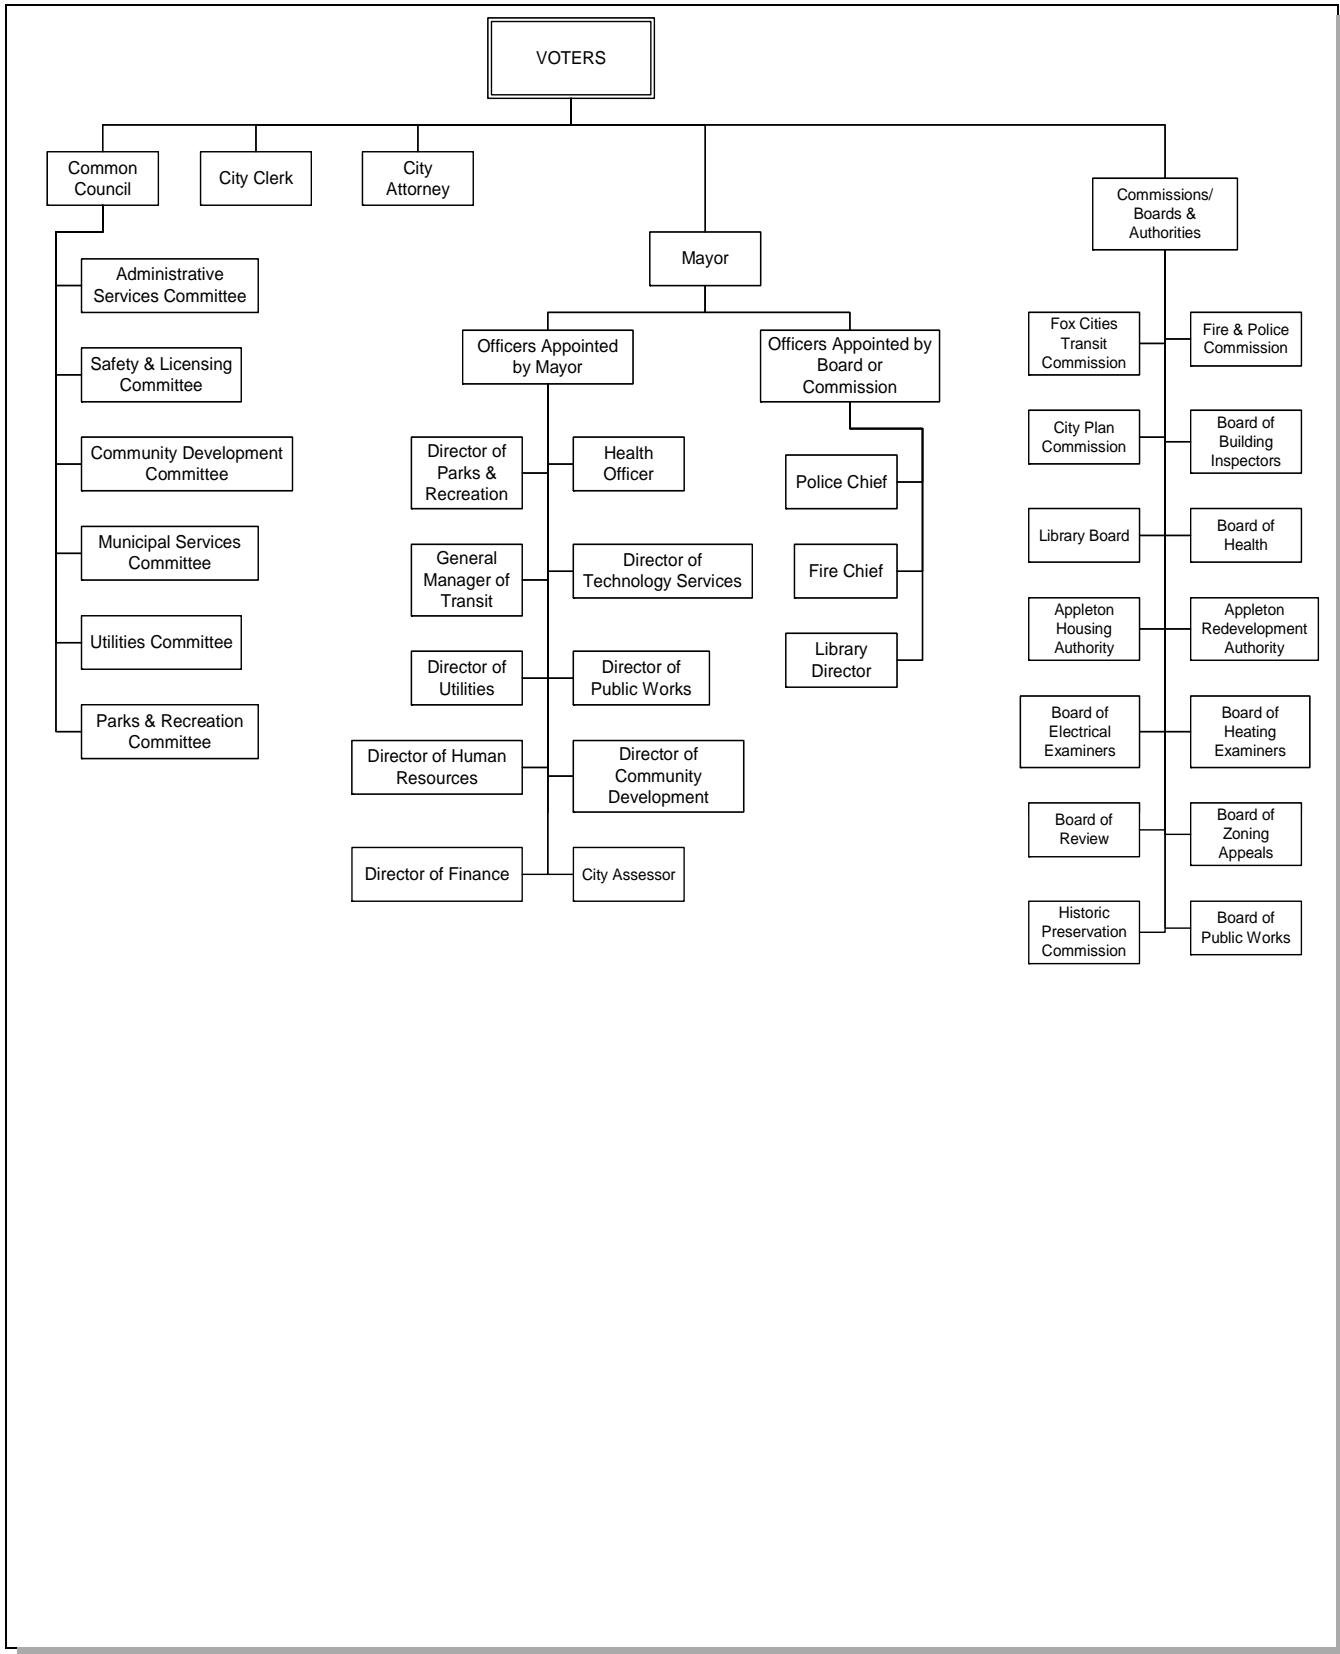 VOTERS
Common
Council
City Clerk
City
Attorney
Mayor
Commissions/
Boards &
Authorities
Administrative
Services Committee
Safety & Licensing
Committee
Community Development
Committee
Municipal Services
Committee
Utilities Committee
Parks & Recreation
Committee
Officers Appointed
by Mayor
Director of
Parks &
Recreation
Health
Officer
General
Manager of
Transit
Director of
Technology Services
Director of
Utilities
Director of
Public Works
Director of Human
Resources
Director of
Community
Development
Director of Finance
City Assessor
Officers Appointed by
Board or
Commission
Police Chief
Fire Chief
Library
Director
Fox Cities
Transit
Commission
Fire & Police
Commission
City Plan
Commission
Board of
Building
Inspectors
Library Board
Board of
Health
Appleton
Housing
Authority
Appleton
Redevelopment
Authority
Board of
Electrical
Examiners
Board of
Heating
Examiners
Board of
Review
Board of
Zoning
Appeals
Historic
Preservation
Commission
Board of
Public Works